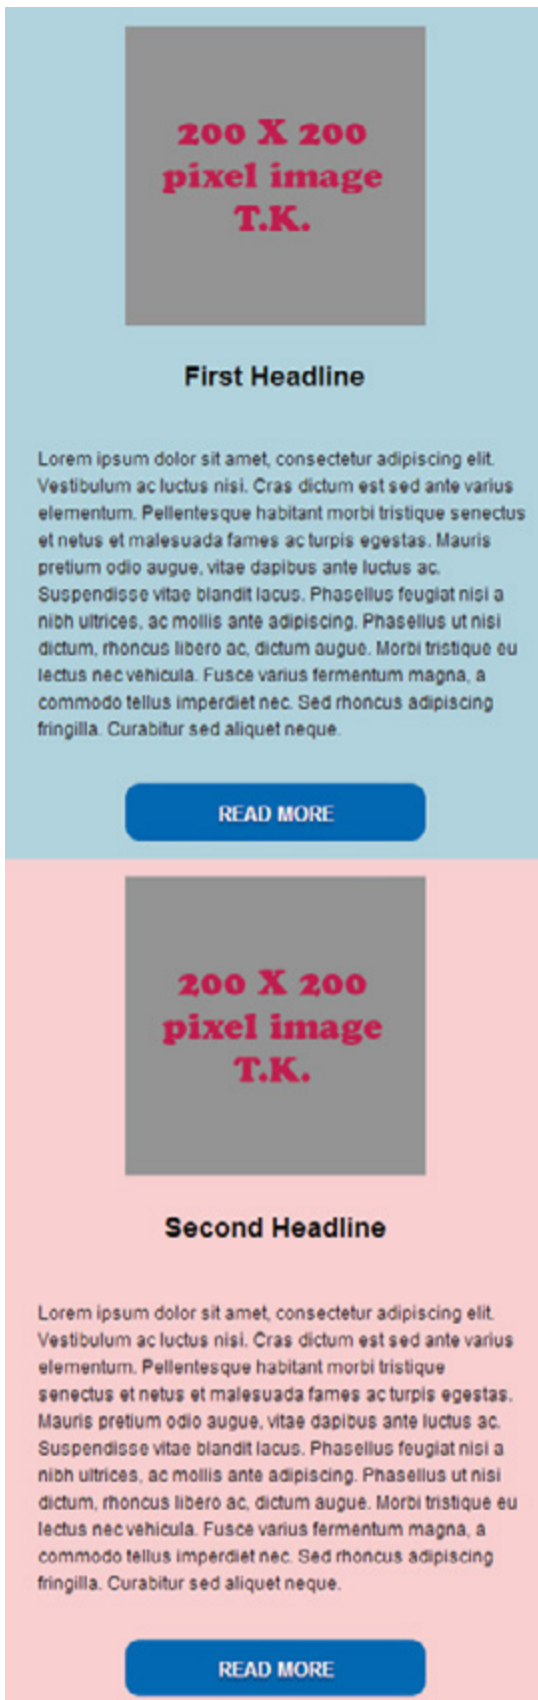 200 X 200
pixel image
T.K.
First Headline
Lorem ipsum dolor sit amet, consectetur adipiscing elit.
Vestibulum ac luctus nisi. Cras dictum est sed ante varius
elementum. Pellentesque habitant morbi tristique senectus
et netus et malesuada fames ac turpis egestas. Mauris
pretium odio augue, vitae dapibus ante luctus ac.
Suspendisse vitae blandit lacus. Phasellus feugiat nisi a
nibh ultrices, ac mollis ante adipiscing. Phasellus ut nisi
dictum, rhoncus libero ac, dictum augue. Morbi tristique eu
lectus nec vehicula. Fusce varius fermentum magna, a
commodo tellus imperdiet nec. Sed rhoncus adipiscing
fringilla. Curabitur sed aliquet neque.
READ MORE
200 X 200
pixel image
T.K.
Second Headline
Lorem ipsum dolor sit amet, consectetur adipiscing elit.
Vestibulum ac luctus nisi. Cras dictum est sed ante varius
elementum. Pellentesque habitant morbi tristique
senectus et netus et malesuada fames ac turpis egestas.
Mauris pretium odio augue, vitae dapibus ante luctus ac.
Suspendisse vitae blandit lacus. Phasellus feugiat nisi a
nibh ultrices, ac mollis ante adipiscing. Phasellus ut nisi
dictum, rhoncus libero ac, dictum augue. Morbi tristique eu
lectus nec vehicula. Fusce varius fermentum magna, a
commodo tellus imperdiet nec. Sed rhoncus adipiscing
fringilla. Curabitur sed aliquet neque.
READ MORE